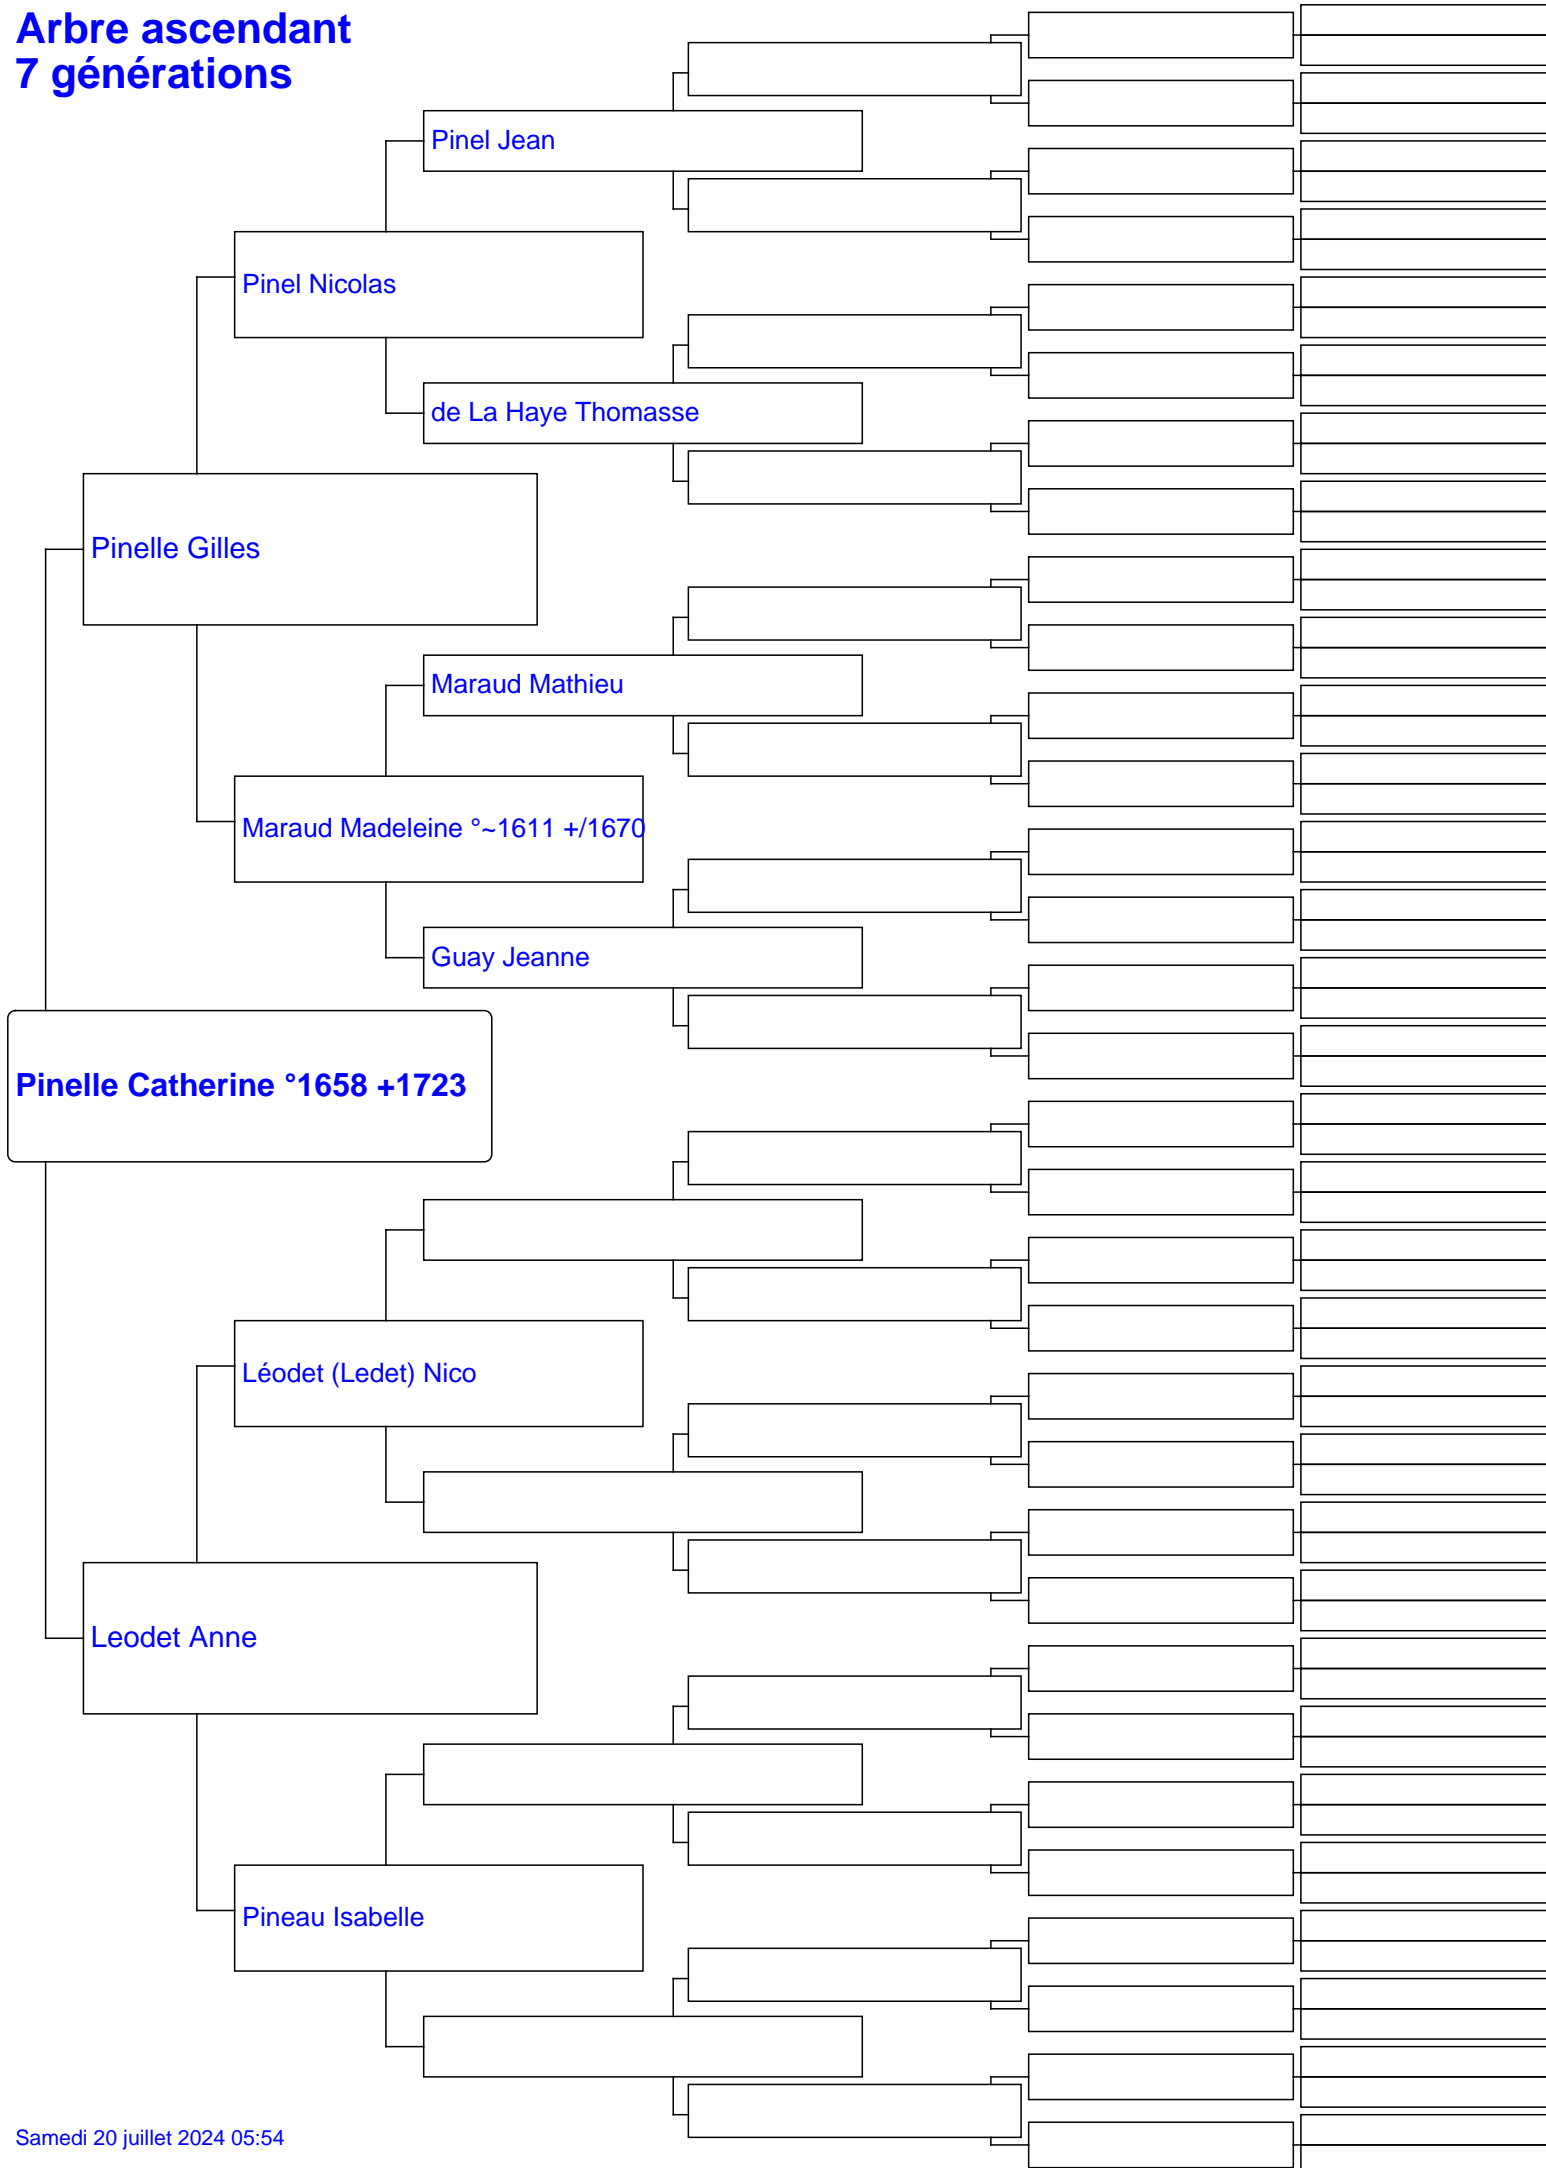 Arbre ascendant
7 générations
Pinel Jean
Pinel Nicolas
de La Haye Thomasse
Pinelle Gilles
Maraud Mathieu
Maraud Madeleine °~1611 +/1670
Guay Jeanne
Pinelle Catherine °1658 +1723
Léodet (Ledet) Nico
Leodet Anne
Pineau Isabelle
Samedi 20 juillet 2024 05:54